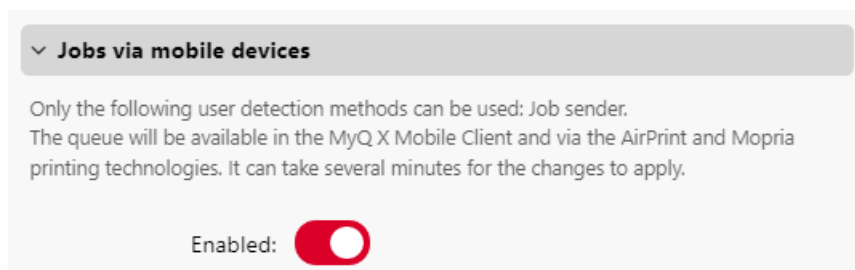 Jobs via mobile devices
Only the following user detection methods can be used: Job sender.
The queue will be available in the MyQ X Mobile Client and via the AirPrint and Mopria
printing technologies. It can take several minutes for the changes to apply.
Enabled: